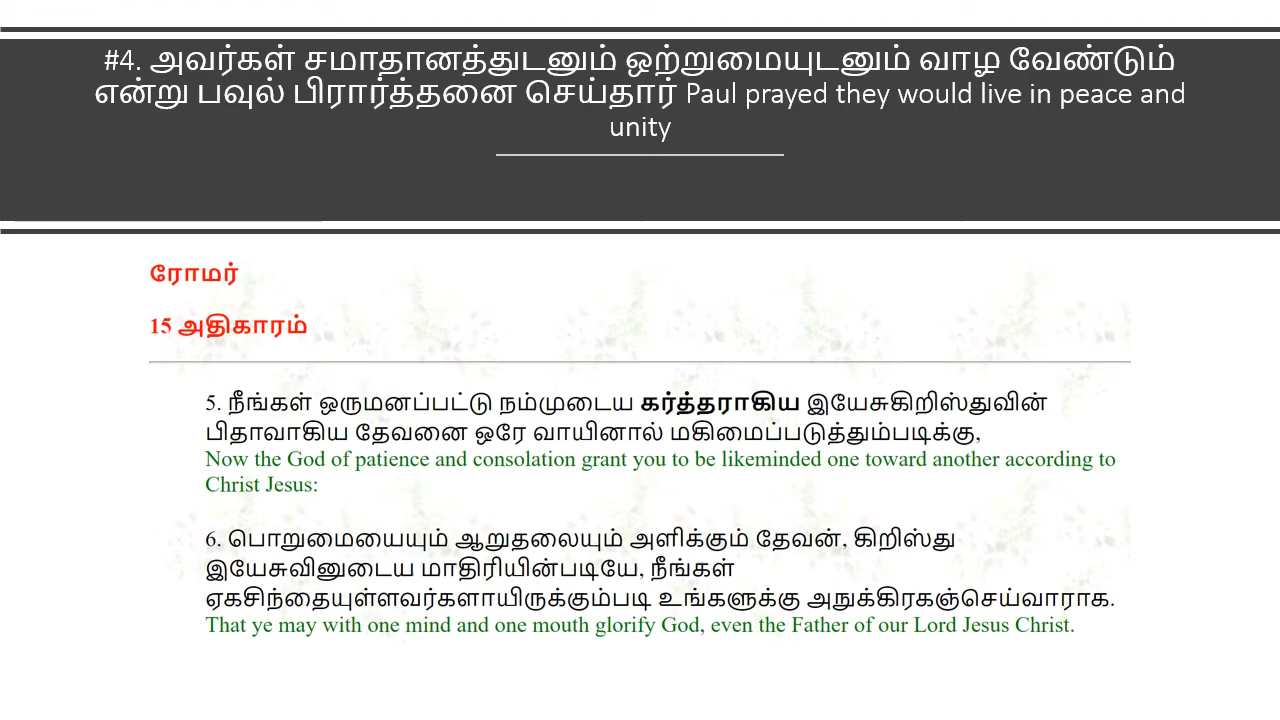 #4. அவர்கள் சமாதானத்துடனும் ஒற்றுமையுடனும் வாழ வேண்டும்
என்று பவுல் பிரார்த்தனை செய்தார் Paul prayed they would live in peace and
unity
ரோமர்
15 அதிகாரம்
5. நீங்கள் ஒருமனப்பட்டு நம்முடைய கர்த்தராகிய இயேசுகிறிஸ்துவின்
பிதாவாகிய தேவனை ஒரே வாயினால் மகிமைப்படுத்தும்படிக்கு,
Now the God of patience and consolation grant you to be likeminded one toward another according to
Christ Jesus:
6. பொறுமையையும் ஆறுதலையும் அளிக்கும் தேவன், கிறிஸ்து
இயேசுவினுடைய மாதிரியின்படியே, நீங்கள்
ஏகசிந்தையுள்ளவர்களாயிருக்கும்படி உங்களுக்கு அநுக்கிரகஞ்செய்வாராக.
That ye may with one mind and one mouth glorify God, even the Father of our Lord Jesus Christ.